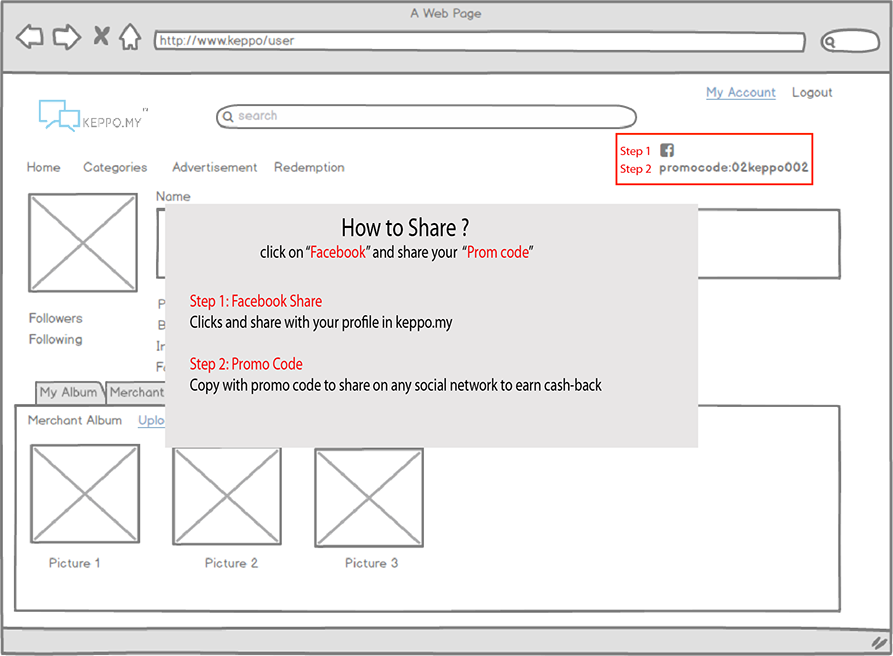 A Web Page
http://www.keppo/user
My Account Logout
KEPPO.MY
search
Step 1
Step 2 promocode:02keppo002
Home Categories Advertisement Redemption
Name
How to Share ?
click on “Facebook” and share your “Prom code”
Step 1: Facebook Share
Clicks and share with your profile in keppo.my
Step 2: Promo Code
Copy with promo code to share on any social network to earn cash-back
Followers
Following
My Album Merchant
Merchant Album Uplo
Picture 1 Picture 2 Picture 3